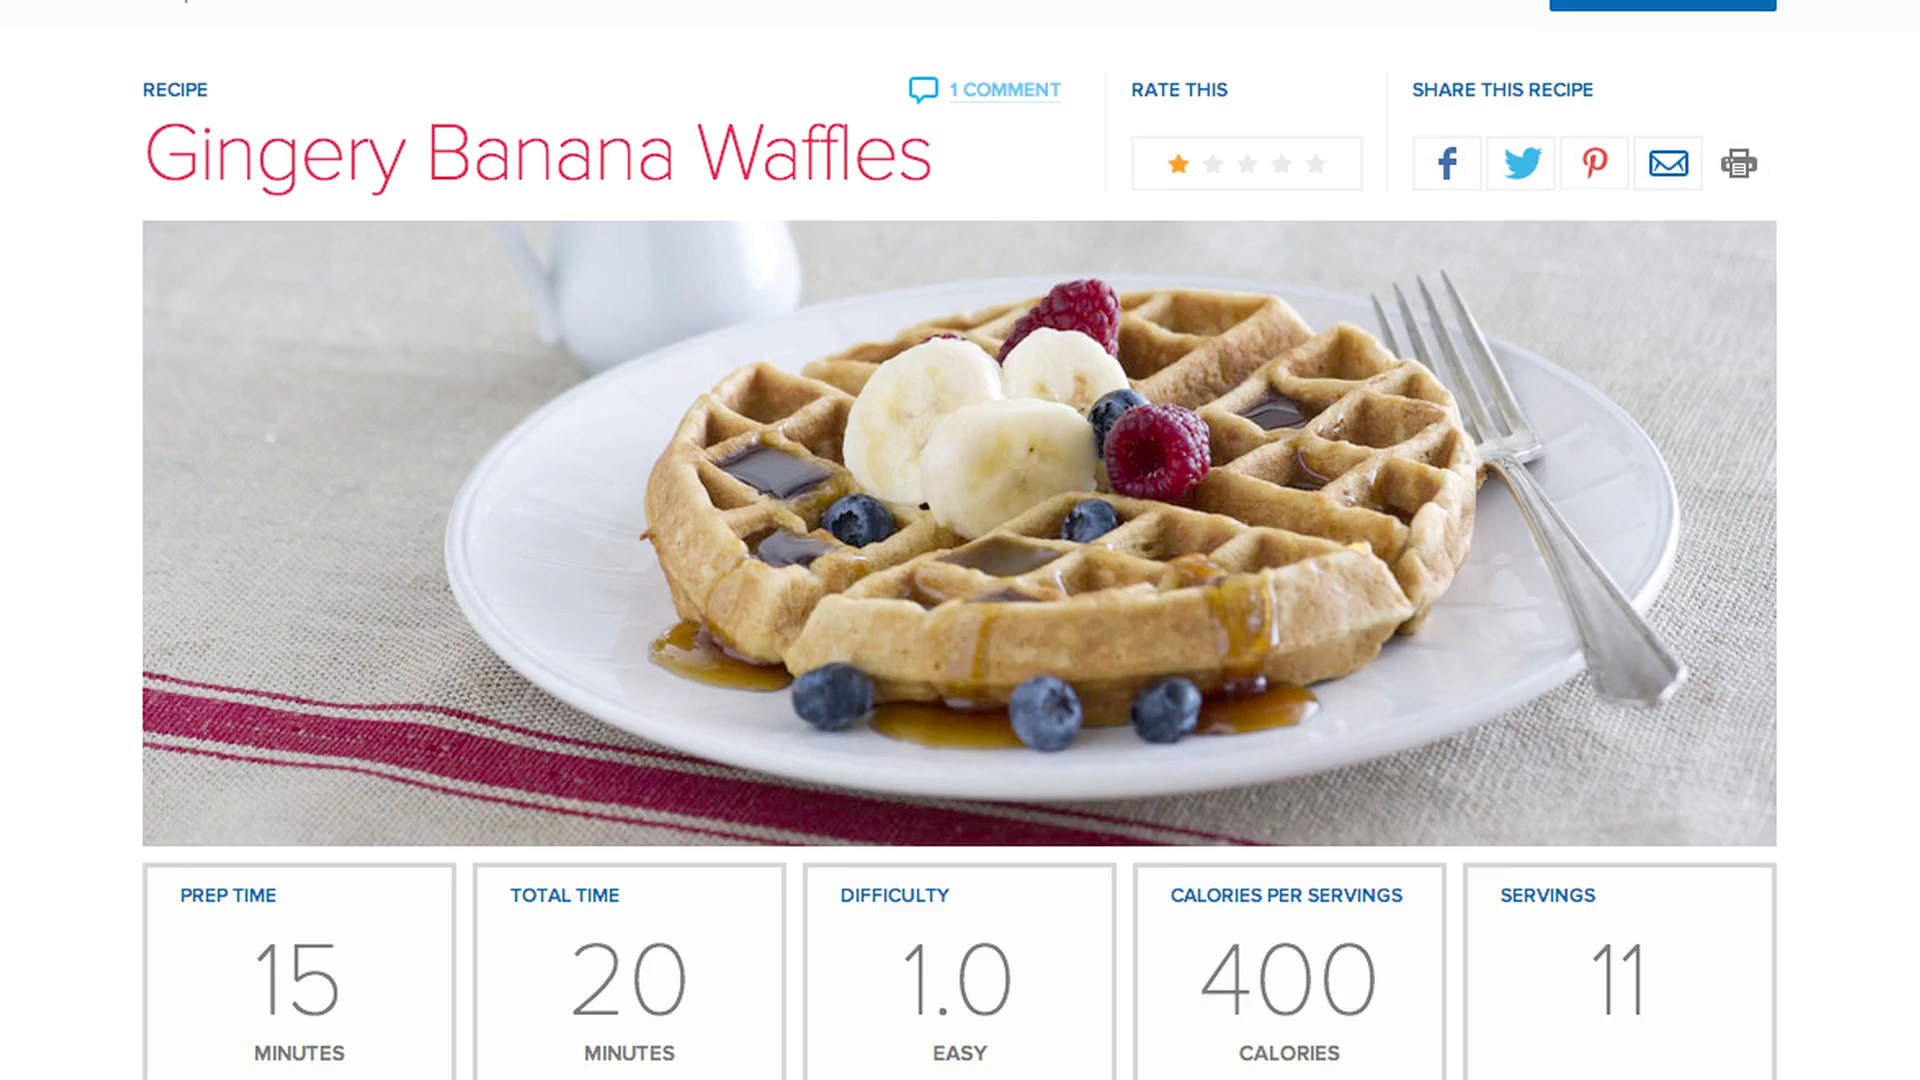 RECIPE
1 COMMENT
RATE THIS
SHARE THIS RECIPE
Gingery Banana Waffles
PREP TIME
TOTAL TIME
DIFFICULTY
CALORIES PER SERVINGS
SERVINGS
15
20
1.0
400
11
MINUTES
MINUTES
EASY
CALORIES